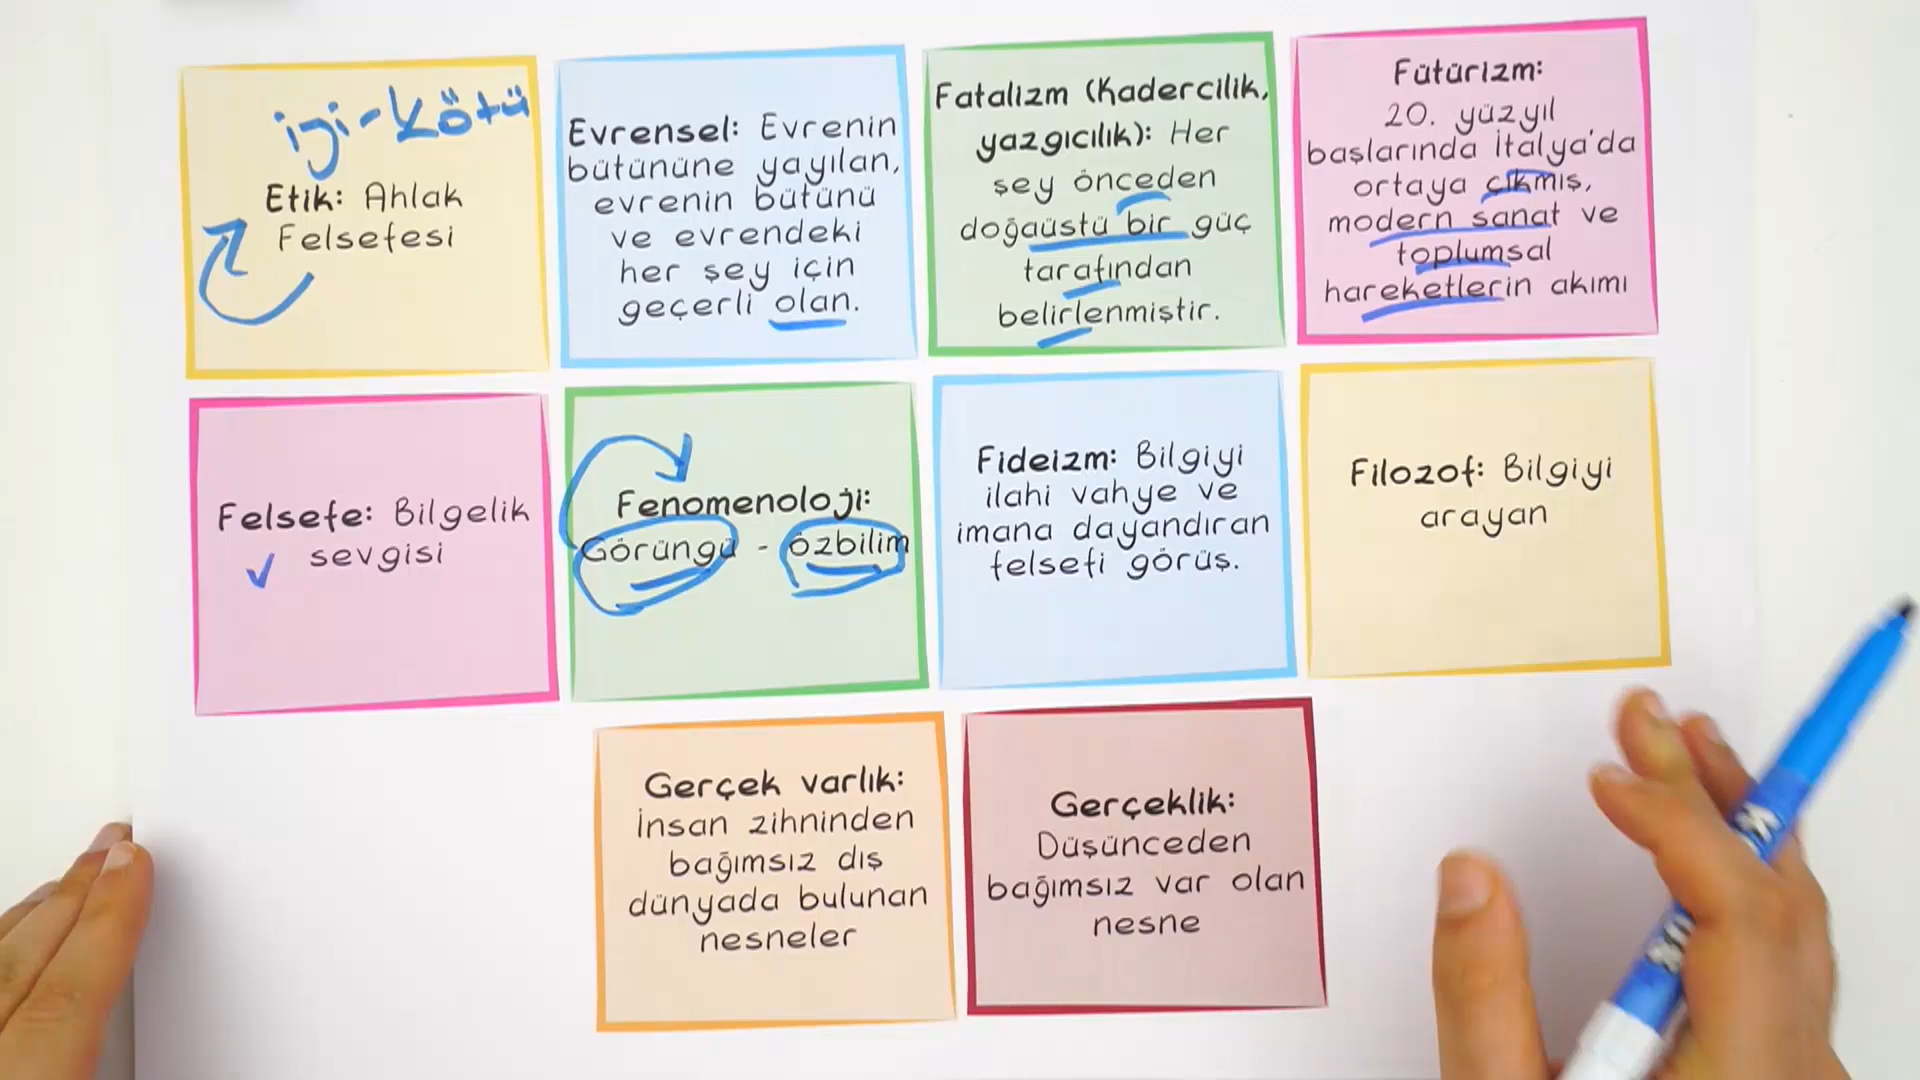 iyi-kötü
Etik: Ahlak
Felsefesi
Evrensel: Evrenin
bütününe yayılan,
evrenin bütünü
ve evrendeki
her şey için
geçerli olan.
Fatalizm (Kadercilik,
yazgıcılık): Her
şey önceden
doğaüstü bir güç
tarafından
belirlenmiştir.
Fütürizm:
20. yüzyıl
başlarında İtalya'da
ortaya çıkmış,
modern sanat ve
toplumsal
hareketlerin akımı
Felsefe: Bilgelik
sevgisi
Fenomenoloji:
Görüngü - özbilim
Fideizm: Bilgiyi
ilahi vahye ve
imana dayandıran
felsefi görüş.
Filozof: Bilgiyi
arayan
Gerçek varlık:
İnsan zihninden
bağımsız dış
dünyada bulunan
nesneler
Gerçeklik:
Düşünceden
bağımsız var olan
nesne